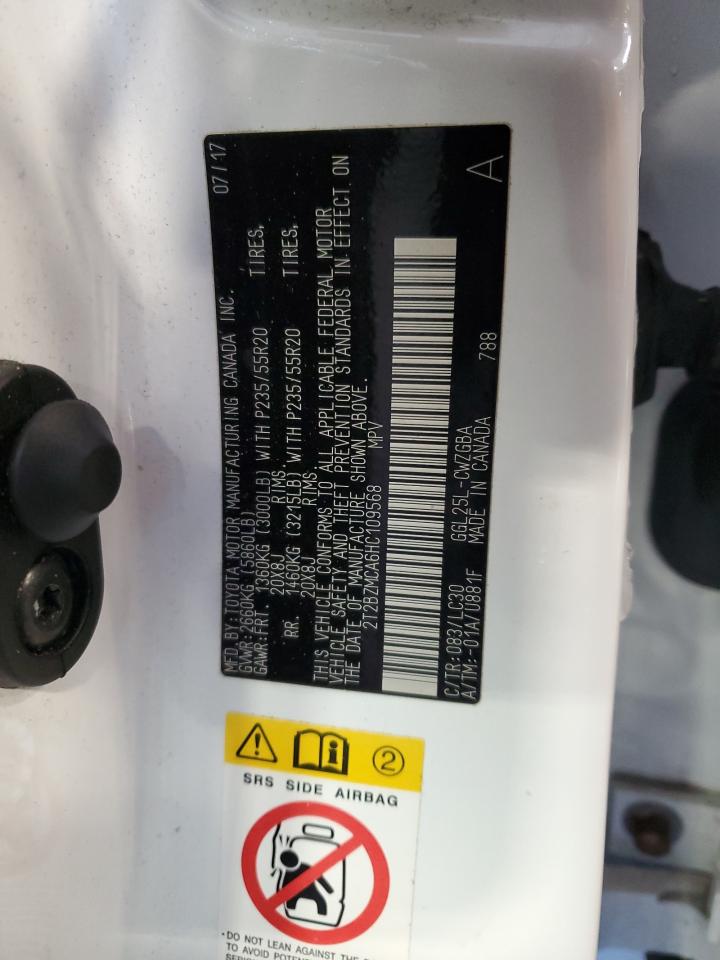 MFD.BY:TOYOTA MOTOR MANUFACTURING CANADA INC. 07/17
GVWR:2660KG (5860LB)
GAWR:FRT. 1360KG (3000LB) WITH P235/55R20 TIRES,
20X8J RIMS
RR. 1460KG (3215LB) WITH P235/55R20 TIRES,
20X8J RIMS
THIS VEHICLE CONFORMS TO ALL APPLICABLE FEDERAL MOTOR
VEHICLE SAFETY AND THEFT PREVENTION STANDARDS IN EFFECT ON
THE DATE OF MANUFACTURE SHOWN ABOVE.
2T2BZMCA6HC109568 MPV
C/TR:083/LC30 GGL25L-CWZGBA 788
A/TM:-01A/U881F MADE IN CANADA A
2
SRS SIDE AIRBAG
•DO NOT LEAN AGAINST THE
TO AVOID